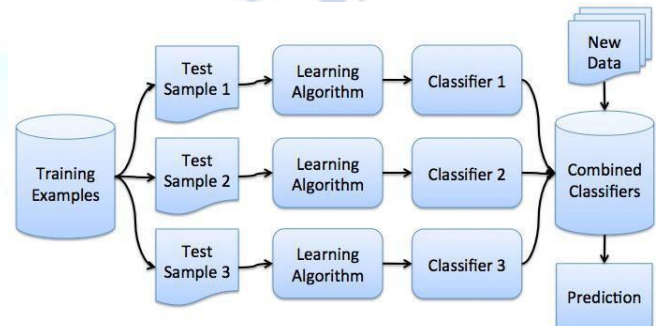 Training
Examples
Test
Sample 1
Learning
Algorithm
Classifier 1
Test
Sample 2
Learning
Algorithm
Classifier 2
Test
Sample 3
Learning
Algorithm
Classifier 3
New
Data
Combined
Classifiers
Prediction